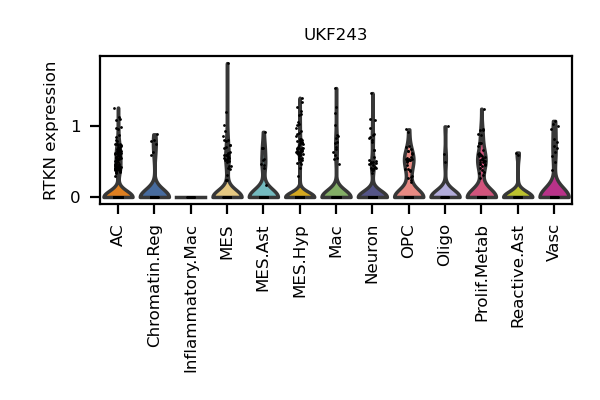 UKF243
RTKN expression
1
0
AC
Chromatin.Reg
Inflammatory.Mac
MES
MES.Ast
MES.Hyp
Mac
Neuron
OPC
Oligo
Prolif.Metab
Reactive.Ast
Vasc